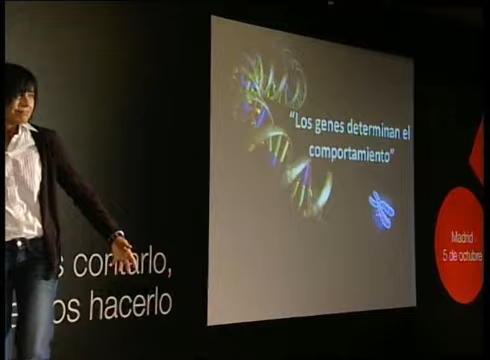 “Los genes determinan el
comportamiento”
s contarlo,
os hacerlo
Madrid
5 de octubre